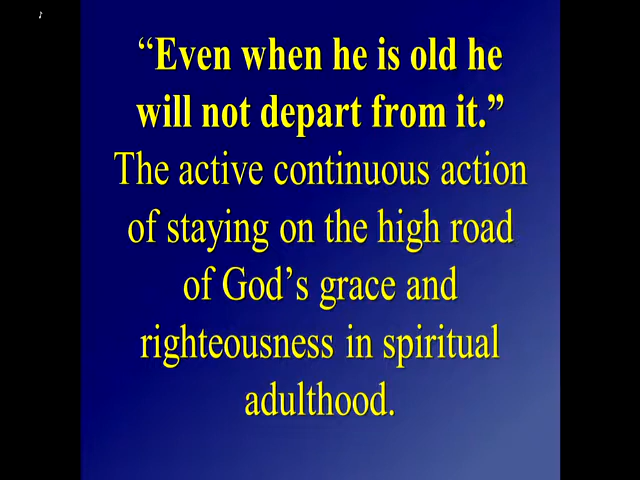 “Even when he is old he
will not depart from it.”
The active continuous action
of staying on the high road
of God’s grace and
righteousness in spiritual
adulthood.